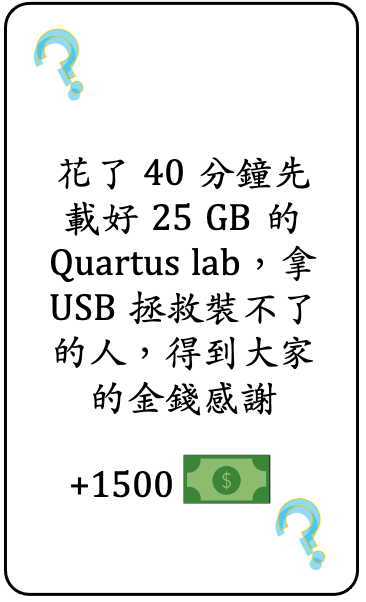 花了 40 分鐘先
載好 25 GB 的
Quartus lab，拿
USB 拯救裝不了
的人，得到大家
的金錢感謝
+1500